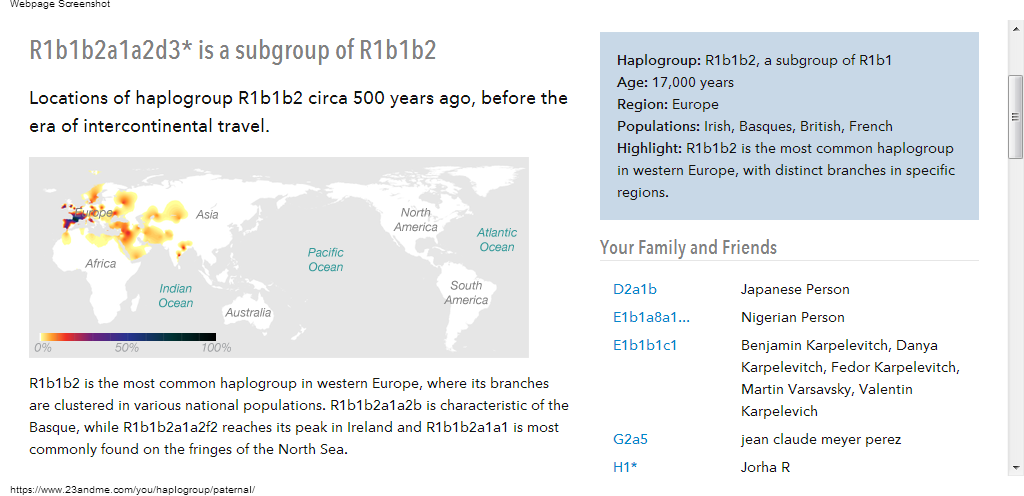 Webpage Screenshot
R1b1b2a1a2d3* is a subgroup of R1b1b2
Locations of haplogroup R1b1b2 circa 500 years ago, before the
era of intercontinental travel.
Europe
Asia
North
America
Atlantic
Ocean
Pacific
Ocean
Africa
Indian
Ocean
South
America
Australia
0% 50% 100%
R1b1b2 is the most common haplogroup in western Europe, where its branches
are clustered in various national populations. R1b1b2a1a2b is characteristic of the
Basque, while R1b1b2a1a2f2 reaches its peak in Ireland and R1b1b2a1a1 is most
commonly found on the fringes of the North Sea.
Haplogroup: R1b1b2, a subgroup of R1b1
Age: 17,000 years
Region: Europe
Populations: Irish, Basques, British, French
Highlight: R1b1b2 is the most common haplogroup
in western Europe, with distinct branches in specific
regions.
Your Family and Friends
D2a1b Japanese Person
E1b1a8a1... Nigerian Person
E1b1b1c1 Benjamin Karpelevitch, Danya
Karpelevitch, Fedor Karpelevitch,
Martin Varsavsky, Valentin
Karpelevich
G2a5 jean claude meyer perez
H1* Jorha R
https://www.23andme.com/you/haplogroup/paternal/